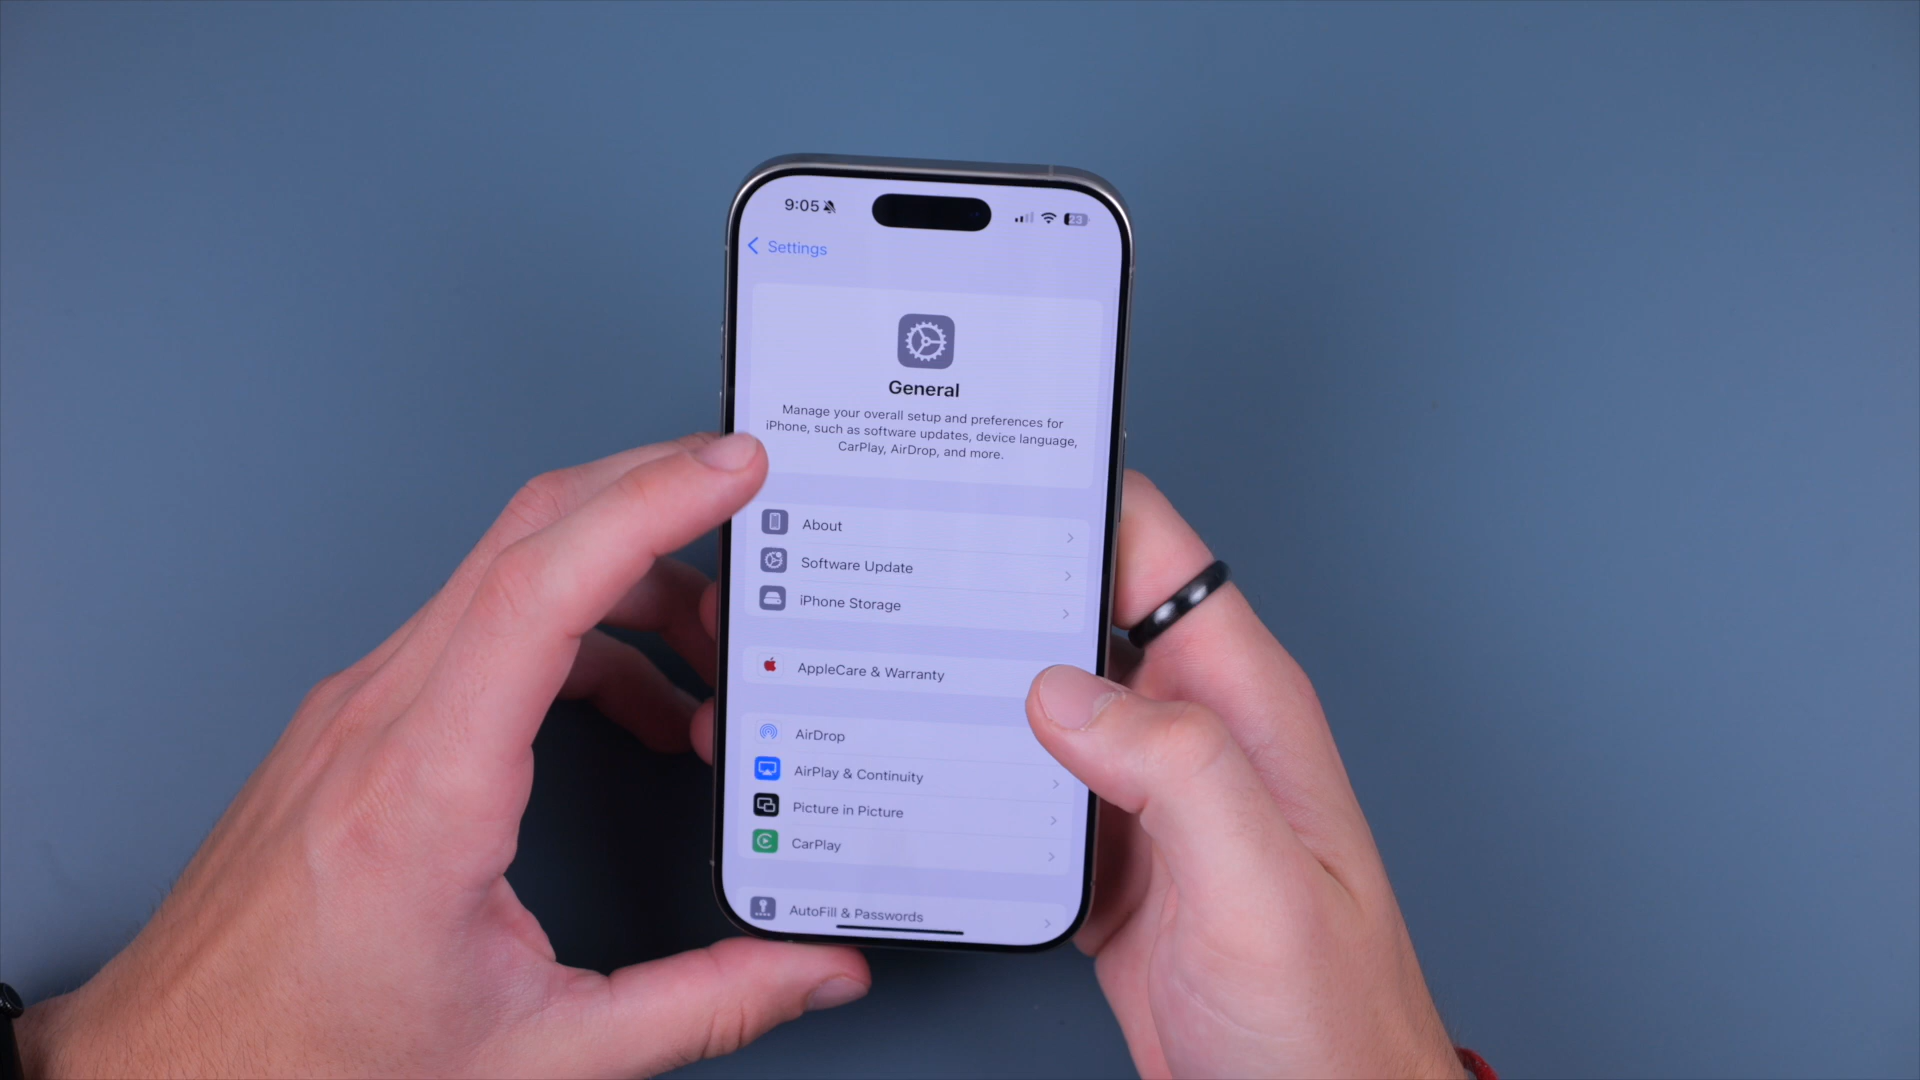 9:05
23
Settings
General
Manage your overall setup and preferences for
iPhone, such as software updates, device language,
CarPlay, AirDrop, and more.
About
Software Update
iPhone Storage
AppleCare & Warranty
AirDrop
AirPlay & Continuity
Picture in Picture
CarPlay
AutoFill & Passwords